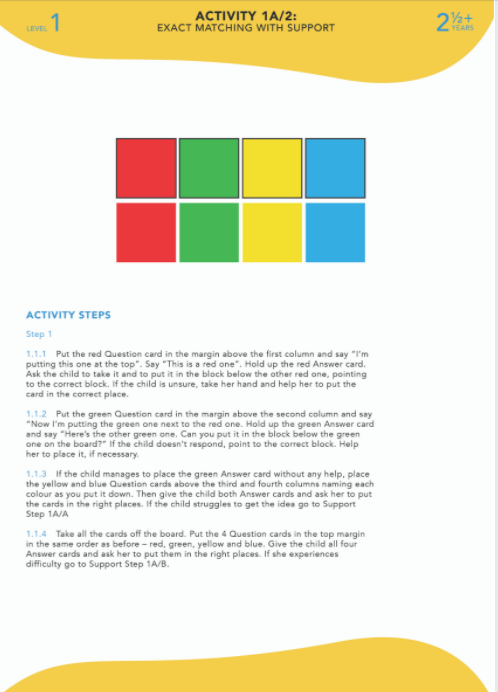 LEVEL 1
ACTIVITY 1A/2:
EXACT MATCHING WITH SUPPORT
2½+
YEARS
ACTIVITY STEPS
Step 1
1.1.1 Put the red Question card in the margin above the first column and say "I'm
putting this one at the top". Say "This is a red one". Hold up the red Answer card.
Ask the child to take it and to put it in the block below the other red one, pointing
to the correct block. If the child is unsure, take her hand and help her to put the
card in the correct place.
1.1.2 Put the green Question card in the margin above the second column and say
"Now I'm putting the green one next to the red one. Hold up the green Answer card
and say "Here's the other green one. Can you put it in the block below the green
one on the board?" If the child doesn't respond, point to the correct block. Help
her to place it, if necessary.
1.1.3 If the child manages to place the green Answer card without any help, place
the yellow and blue Question cards above the third and fourth columns naming each
colour as you put it down. Then give the child both Answer cards and ask her to put
the cards in the right places. If the child struggles to get the idea go to Support
Step 1A/A
1.1.4 Take all the cards off the board. Put the 4 Question cards in the top margin
in the same order as before – red, green, yellow and blue. Give the child all four
Answer cards and ask her to put them in the right places. If she experiences
difficulty go to Support Step 1A/B.